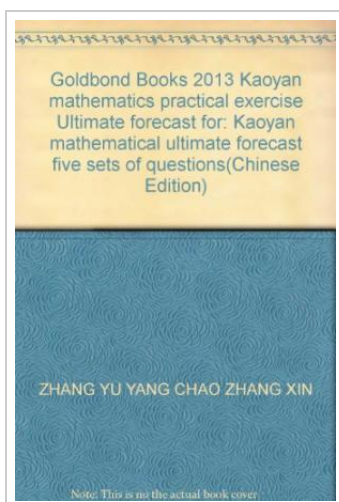 Goldbond Books 2013 Kaoyan
mathematics practical exercise
Ultimate forecast for: Kaoyan
mathematical ultimate forecast
five sets of questions(Chinese
Edition)
ZHANG YU YANG CHAO ZHANG XIN
Note: This is no the actual book cover